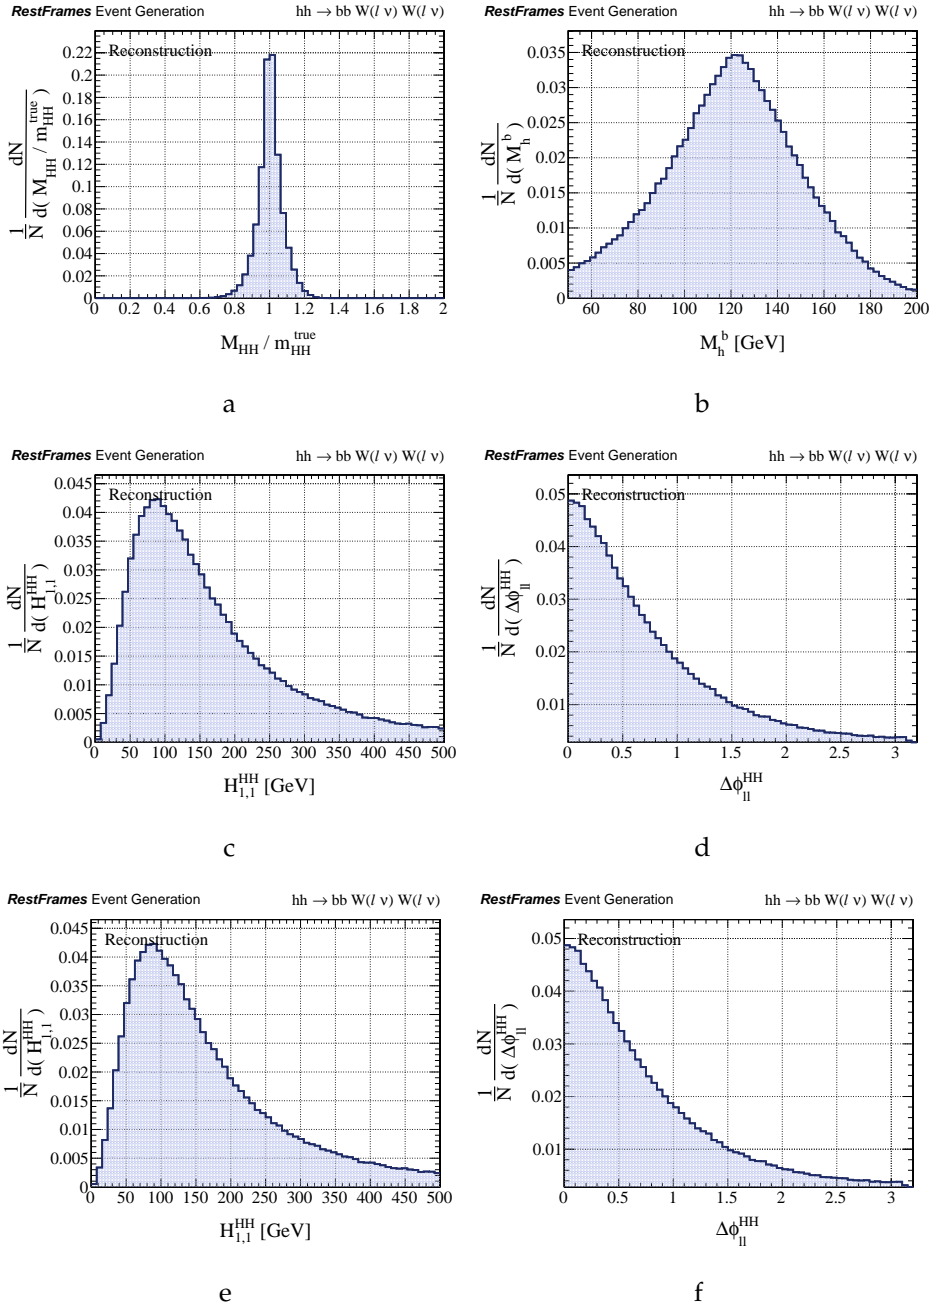 RestFrames Event Generation hh → bb W(l ν) W(l ν)
Reconstruction
0.22
0.2
0.18
0.16
0.14
0.12
0.1
0.08
0.06
0.04
0.02
0
1/N dN / d( M_HH / m_HH^true )
0 0.2 0.4 0.6 0.8 1 1.2 1.4 1.6 1.8 2
M_HH / m_HH^true
a
RestFrames Event Generation hh → bb W(l ν) W(l ν)
Reconstruction
0.035
0.03
0.025
0.02
0.015
0.01
0.005
0
1/N dN / d( M_h^b )
60 80 100 120 140 160 180 200
M_h^b [GeV]
b
RestFrames Event Generation hh → bb W(l ν) W(l ν)
Reconstruction
0.045
0.04
0.035
0.03
0.025
0.02
0.015
0.01
0.005
0
1/N dN / d( H_1,1^HH )
0 50 100 150 200 250 300 350 400 450 500
H_1,1^HH [GeV]
c
RestFrames Event Generation hh → bb W(l ν) W(l ν)
Reconstruction
0.05
0.04
0.03
0.02
0.01
1/N dN / d( Δϕ_ll^HH )
0 0.5 1 1.5 2 2.5 3
Δϕ_ll^HH
d
RestFrames Event Generation hh → bb W(l ν) W(l ν)
Reconstruction
0.045
0.04
0.035
0.03
0.025
0.02
0.015
0.01
0.005
0
1/N dN / d( H_1,1^HH )
50 100 150 200 250 300 350 400 450 500
H_1,1^HH [GeV]
e
RestFrames Event Generation hh → bb W(l ν) W(l ν)
Reconstruction
0.05
0.04
0.03
0.02
0.01
1/N dN / d( Δϕ_ll^HH )
0 0.5 1 1.5 2 2.5 3
Δϕ_ll^HH
f